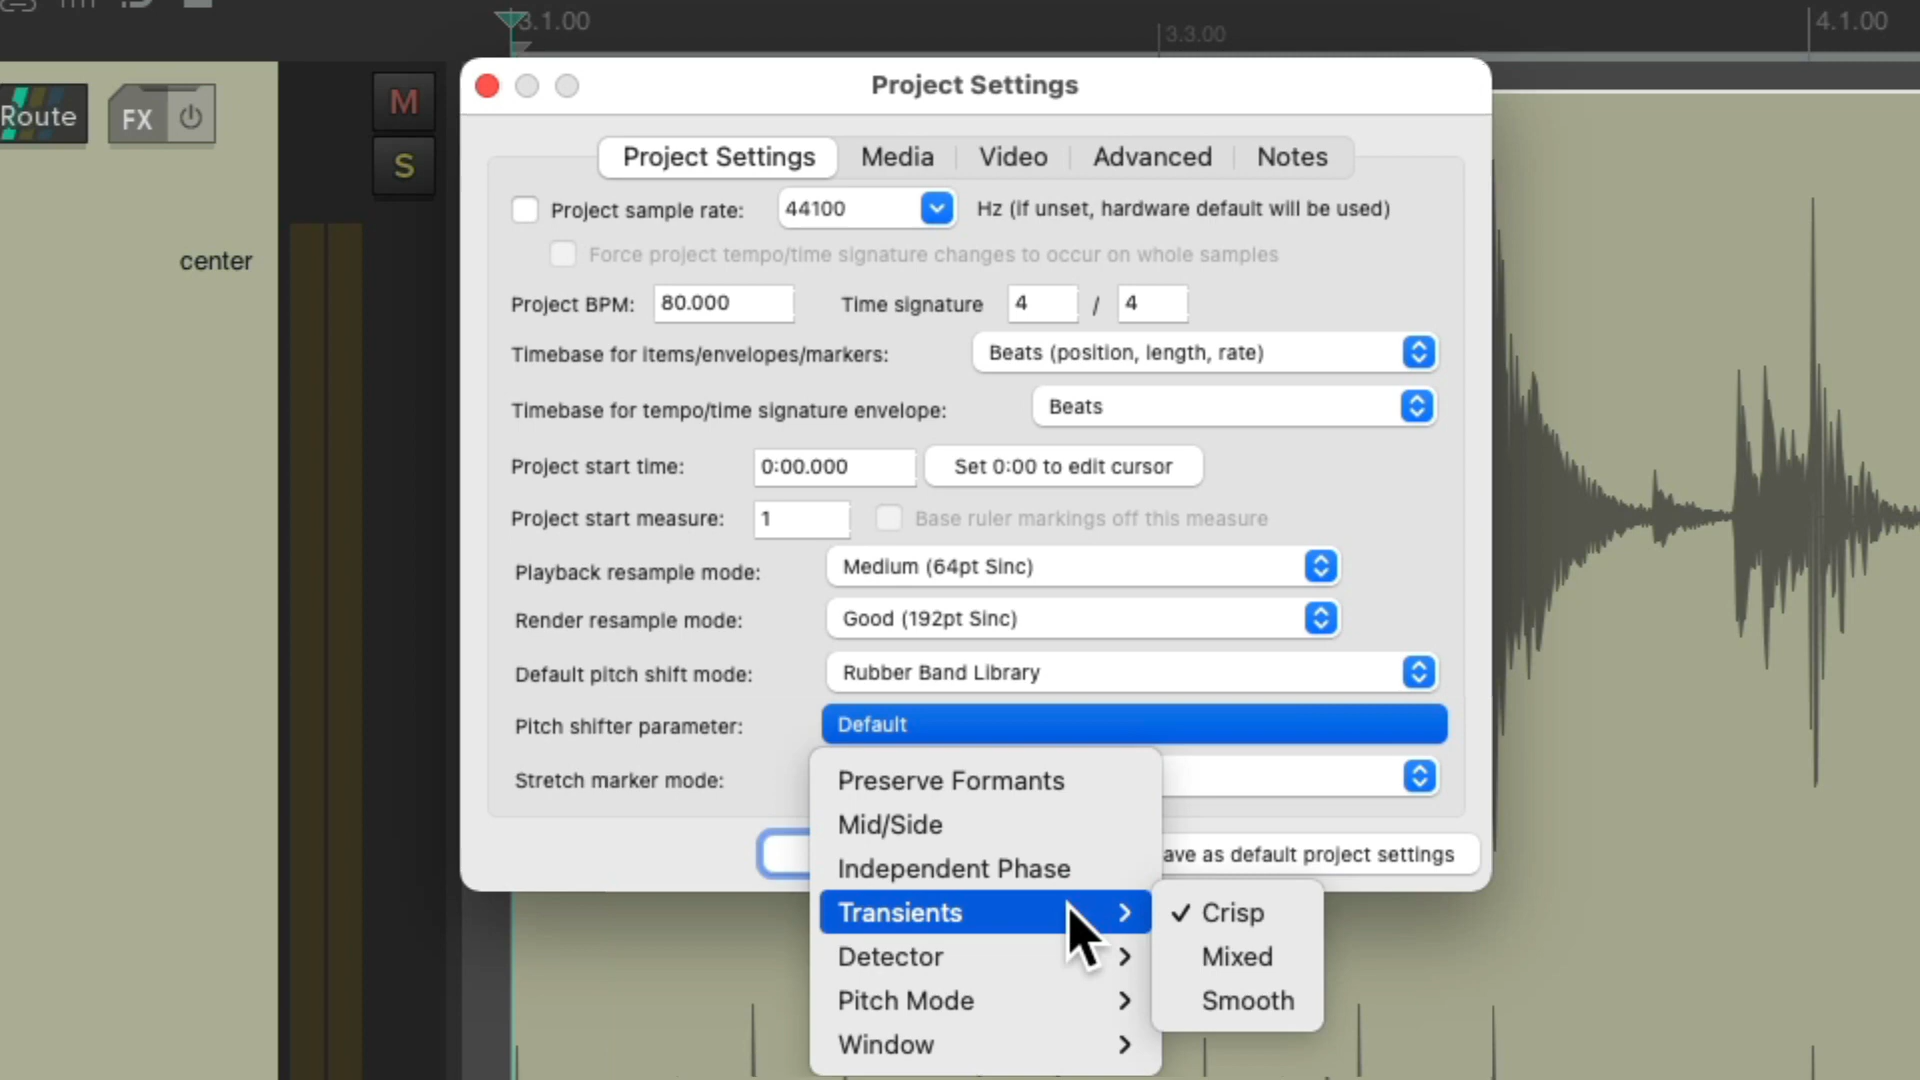 3.1.00
4.1.00
3.3.00
Project Settings
Route
FX
M
S
center
Project Settings Media Video Advanced Notes
Project sample rate: 44100 Hz (if unset, hardware default will be used)
Force project tempo/time signature changes to occur on whole samples
Project BPM: 80.000 Time signature 4 / 4
Timebase for items/envelopes/markers: Beats (position, length, rate)
Timebase for tempo/time signature envelope: Beats
Project start time: 0:00.000 Set 0:00 to edit cursor
Project start measure: 1 Base ruler markings off this measure
Playback resample mode: Medium (64pt Sinc)
Render resample mode: Good (192pt Sinc)
Default pitch shift mode: Rubber Band Library
Pitch shifter parameter: Default
Stretch marker mode:
Preserve Formants
Mid/Side
ave as default project settings
Independent Phase
Transients
Crisp
Detector
Mixed
Pitch Mode
Smooth
Window